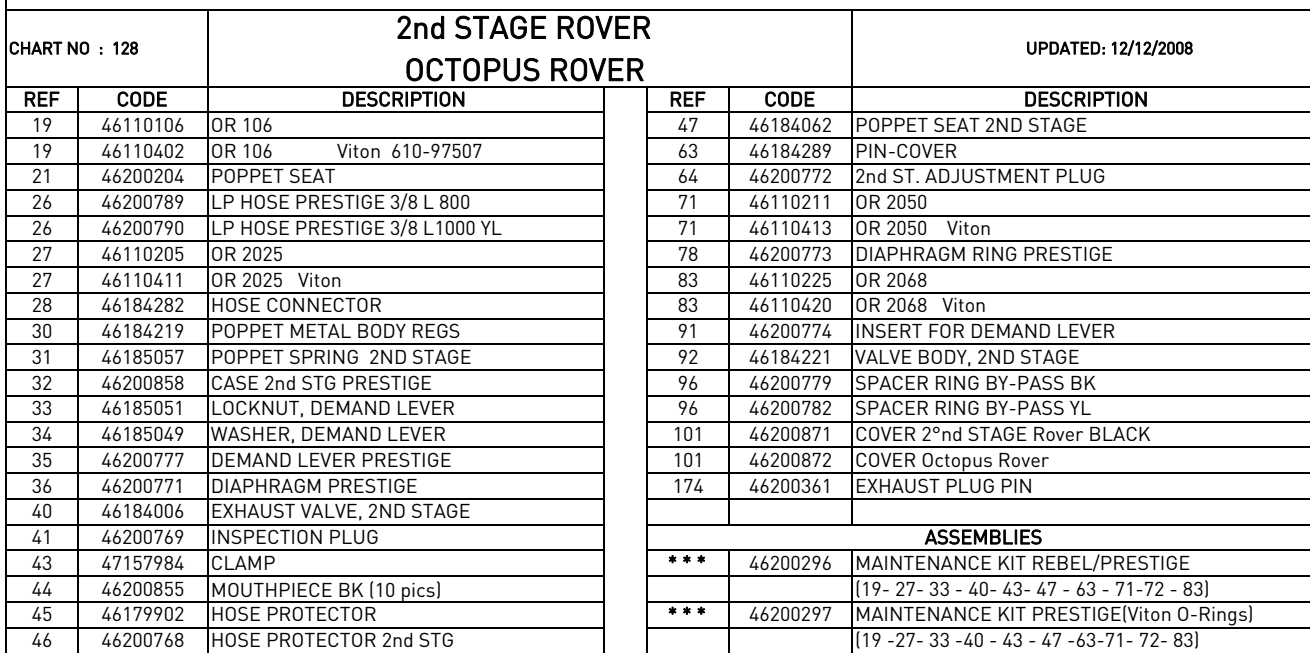 CHART NO : 128
2nd STAGE ROVER
OCTOPUS ROVER
UPDATED: 12/12/2008
REF CODE DESCRIPTION
19 46110106 OR 106
19 46110402 OR 106 Viton 610-97507
21 46200204 POPPET SEAT
26 46200789 LP HOSE PRESTIGE 3/8 L 800
26 46200790 LP HOSE PRESTIGE 3/8 L1000 YL
27 46110205 OR 2025
27 46110411 OR 2025 Viton
28 46184282 HOSE CONNECTOR
30 46184219 POPPET METAL BODY REGS
31 46185057 POPPET SPRING 2ND STAGE
32 46200858 CASE 2nd STG PRESTIGE
33 46185051 LOCKNUT, DEMAND LEVER
34 46185049 WASHER, DEMAND LEVER
35 46200777 DEMAND LEVER PRESTIGE
36 46200771 DIAPHRAGM PRESTIGE
40 46184006 EXHAUST VALVE, 2ND STAGE
41 46200769 INSPECTION PLUG
43 47157984 CLAMP
44 46200855 MOUTHPIECE BK (10 pics)
45 46179902 HOSE PROTECTOR
46 46200768 HOSE PROTECTOR 2nd STG
REF CODE DESCRIPTION
47 46184062 POPPET SEAT 2ND STAGE
63 46184289 PIN-COVER
64 46200772 2nd ST. ADJUSTMENT PLUG
71 46110211 OR 2050
71 46110413 OR 2050 Viton
78 46200773 DIAPHRAGM RING PRESTIGE
83 46110225 OR 2068
83 46110420 OR 2068 Viton
91 46200774 INSERT FOR DEMAND LEVER
92 46184221 VALVE BODY, 2ND STAGE
96 46200779 SPACER RING BY-PASS BK
96 46200782 SPACER RING BY-PASS YL
101 46200871 COVER 2°nd STAGE Rover BLACK
101 46200872 COVER Octopus Rover
174 46200361 EXHAUST PLUG PIN
ASSEMBLIES
* * * 46200296 MAINTENANCE KIT REBEL/PRESTIGE
(19- 27- 33 - 40- 43- 47 - 63 - 71-72 - 83)
* * * 46200297 MAINTENANCE KIT PRESTIGE(Viton O-Rings)
(19 -27- 33 -40 - 43 - 47 -63-71- 72- 83)